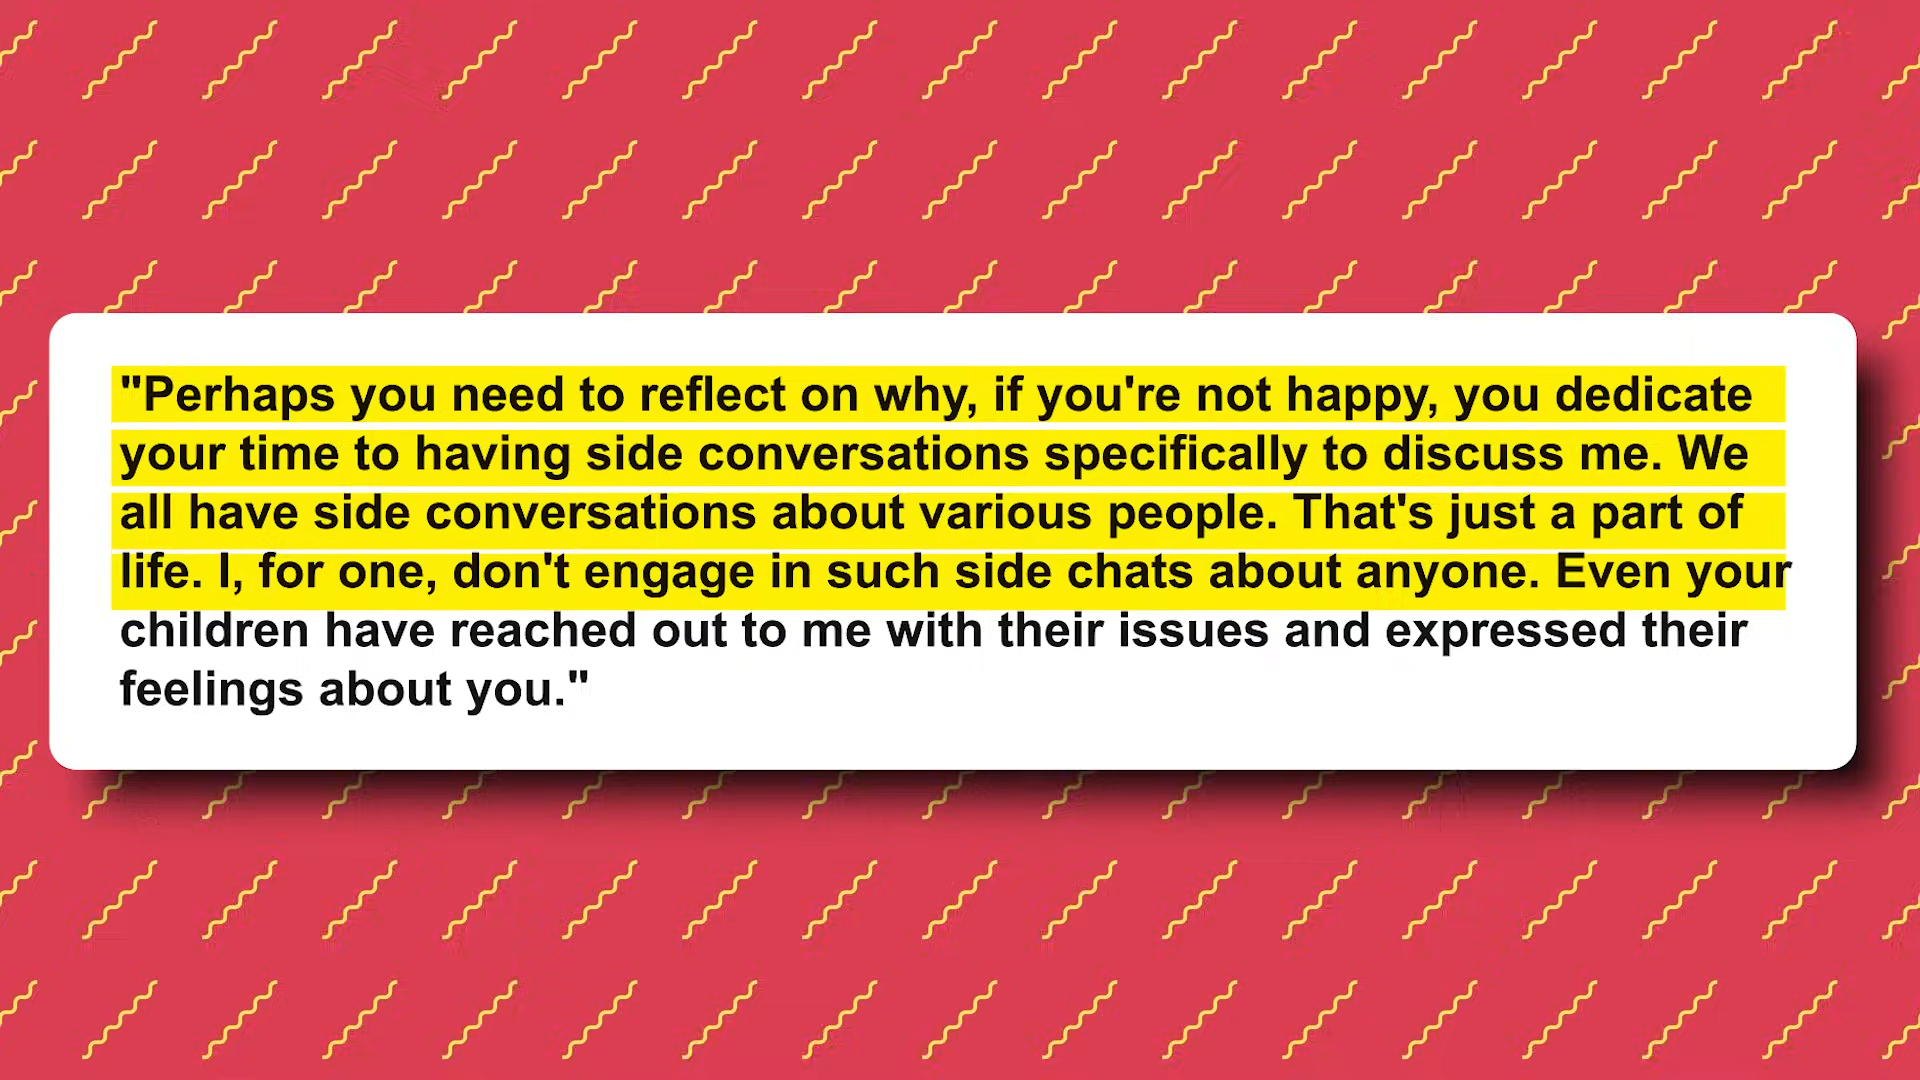 "Perhaps you need to reflect on why, if you're not happy, you dedicate
your time to having side conversations specifically to discuss me. We
all have side conversations about various people. That's just a part of
life. I, for one, don't engage in such side chats about anyone. Even your
children have reached out to me with their issues and expressed their
feelings about you."